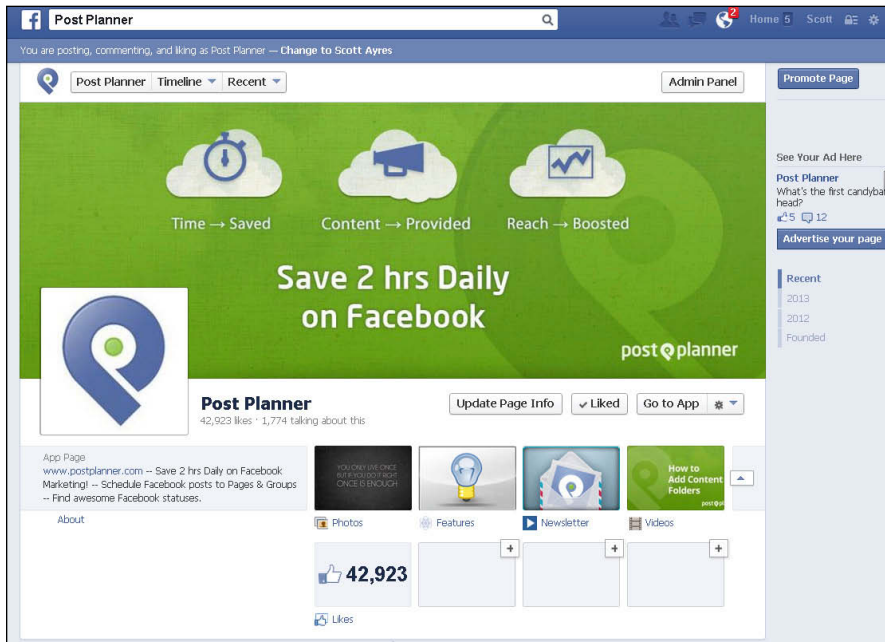 Post Planner
2
Home 5
Scott
You are posting, commenting, and liking as Post Planner — Change to Scott Ayres
Post Planner
Timeline
Recent
Admin Panel
Promote Page
Time → Saved
Content → Provided
Reach → Boosted
Save 2 hrs Daily
on Facebook
post planner
See Your Ad Here
Post Planner
What's the first candyba
head?
5 12
Advertise your page
Recent
2013
2012
Founded
Post Planner
42,923 likes · 1,774 talking about this
Update Page Info
Liked
Go to App
App Page
www.postplanner.com -- Save 2 hrs Daily on Facebook
Marketing! -- Schedule Facebook posts to Pages & Groups
-- Find awesome Facebook statuses.
About
YOU ONLY LIVE ONCE
BUT IF YOU DO IT RIGHT
ONCE IS ENOUGH
How to
Add Content
Folders
post pl
Photos
Features
Newsletter
Videos
42,923
Likes